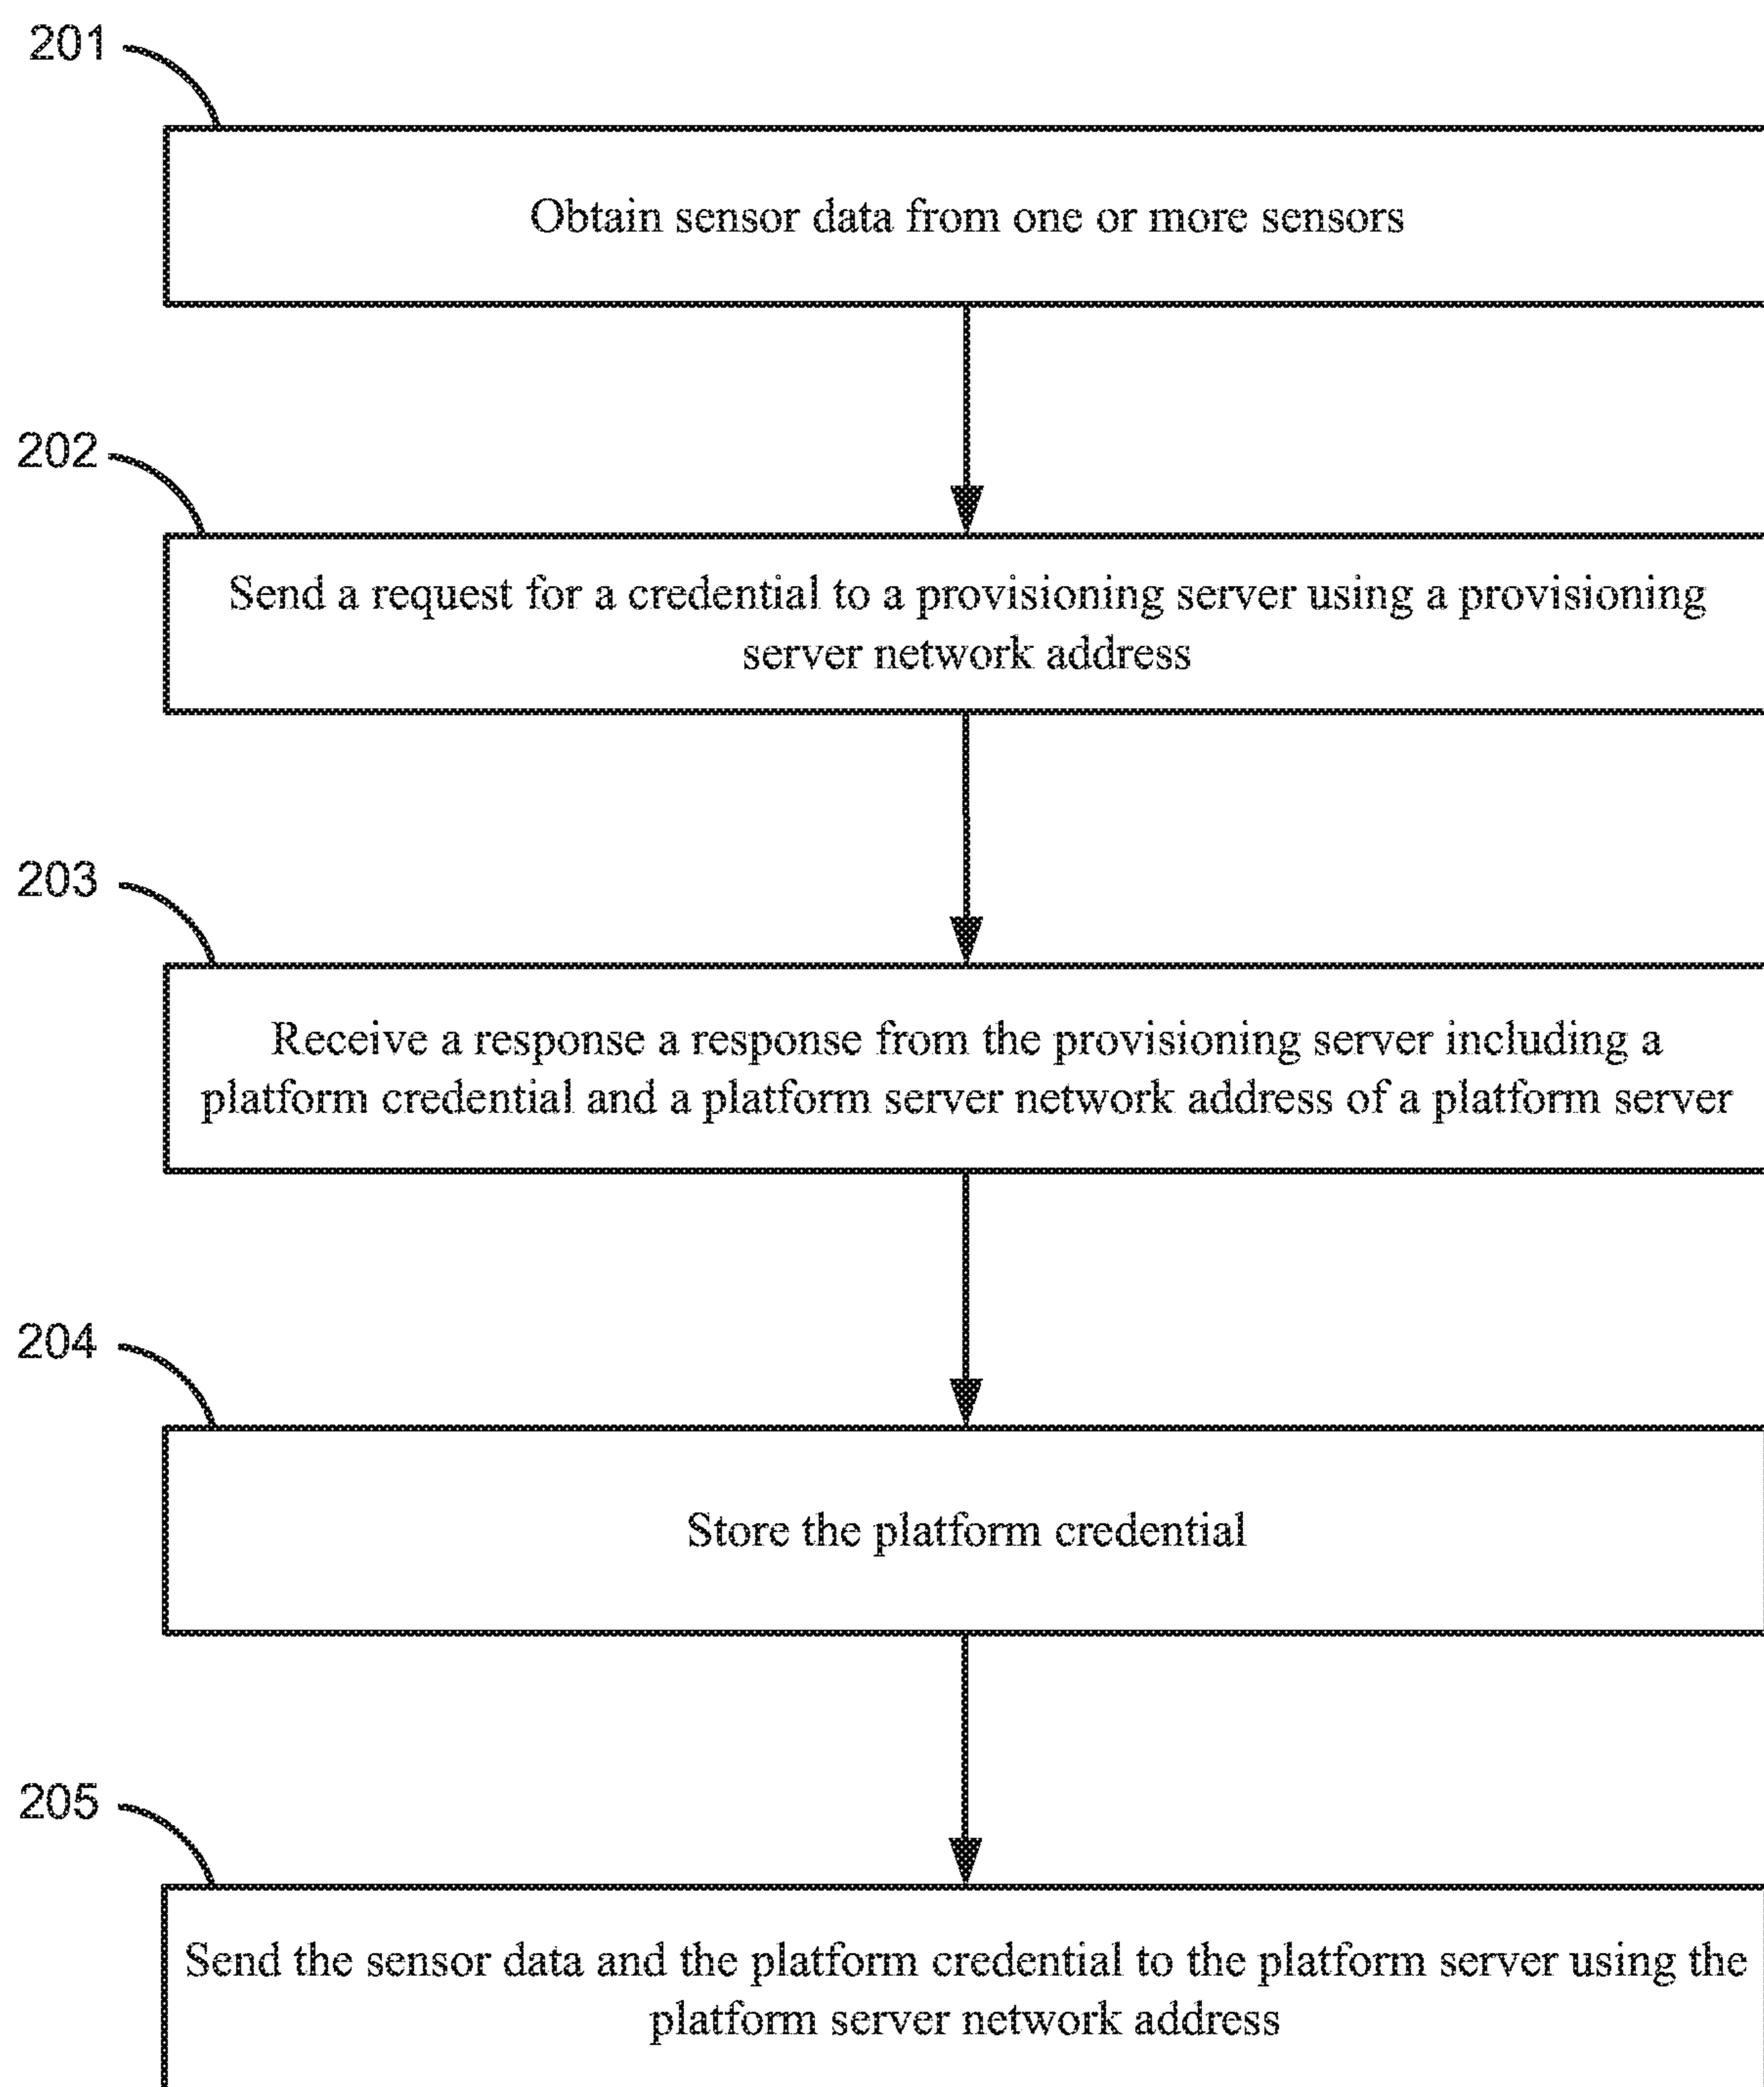 201
Obtain sensor data from one or more sensors
202
Send a request for a credential to a provisioning server using a provisioning
server network address
203
Receive a response a response from the provisioning server including a
platform credential and a platform server network address of a platform server
204
Store the platform credential
205
Send the sensor data and the platform credential to the platform server using the
platform server network address